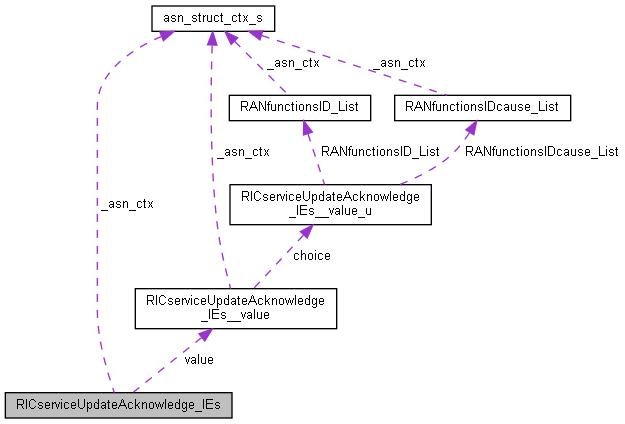 asn_struct_ctx_s
_asn_ctx
_asn_ctx
RANfunctionsID_List
RANfunctionsIDcause_List
_asn_ctx
RANfunctionsID_List
RANfunctionsIDcause_List
RICserviceUpdateAcknowledge
_IEs__value_u
_asn_ctx
choice
RICserviceUpdateAcknowledge
_IEs__value
value
RICserviceUpdateAcknowledge_IEs